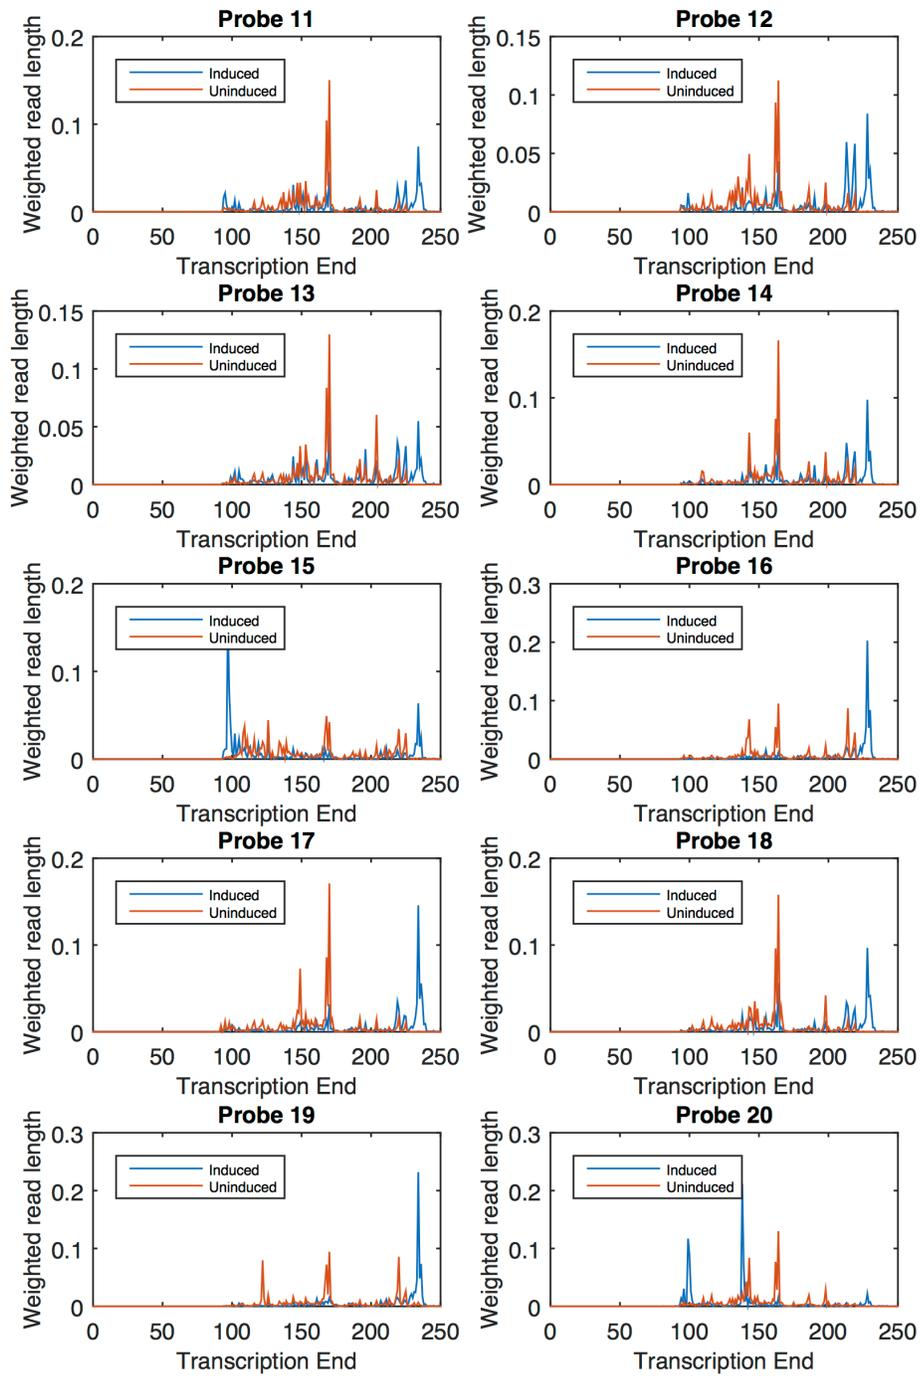 Probe 11
Weighted read length
0.2
0.1
0
Induced
Uninduced
0 50 100 150 200 250
Transcription End
Probe 12
Weighted read length
0.15
0.1
0.05
0
Induced
Uninduced
0 50 100 150 200 250
Transcription End
Probe 13
Weighted read length
0.15
0.1
0.05
0
Induced
Uninduced
0 50 100 150 200 250
Transcription End
Probe 14
Weighted read length
0.2
0.1
0
Induced
Uninduced
0 50 100 150 200 250
Transcription End
Probe 15
Weighted read length
0.2
0.1
0
Induced
Uninduced
0 50 100 150 200 250
Transcription End
Probe 16
Weighted read length
0.3
0.2
0.1
0
Induced
Uninduced
0 50 100 150 200 250
Transcription End
Probe 17
Weighted read length
0.2
0.1
0
Induced
Uninduced
0 50 100 150 200 250
Transcription End
Probe 18
Weighted read length
0.2
0.1
0
Induced
Uninduced
0 50 100 150 200 250
Transcription End
Probe 19
Weighted read length
0.3
0.2
0.1
0
Induced
Uninduced
0 50 100 150 200 250
Transcription End
Probe 20
Weighted read length
0.3
0.2
0.1
0
Induced
Uninduced
0 50 100 150 200 250
Transcription End